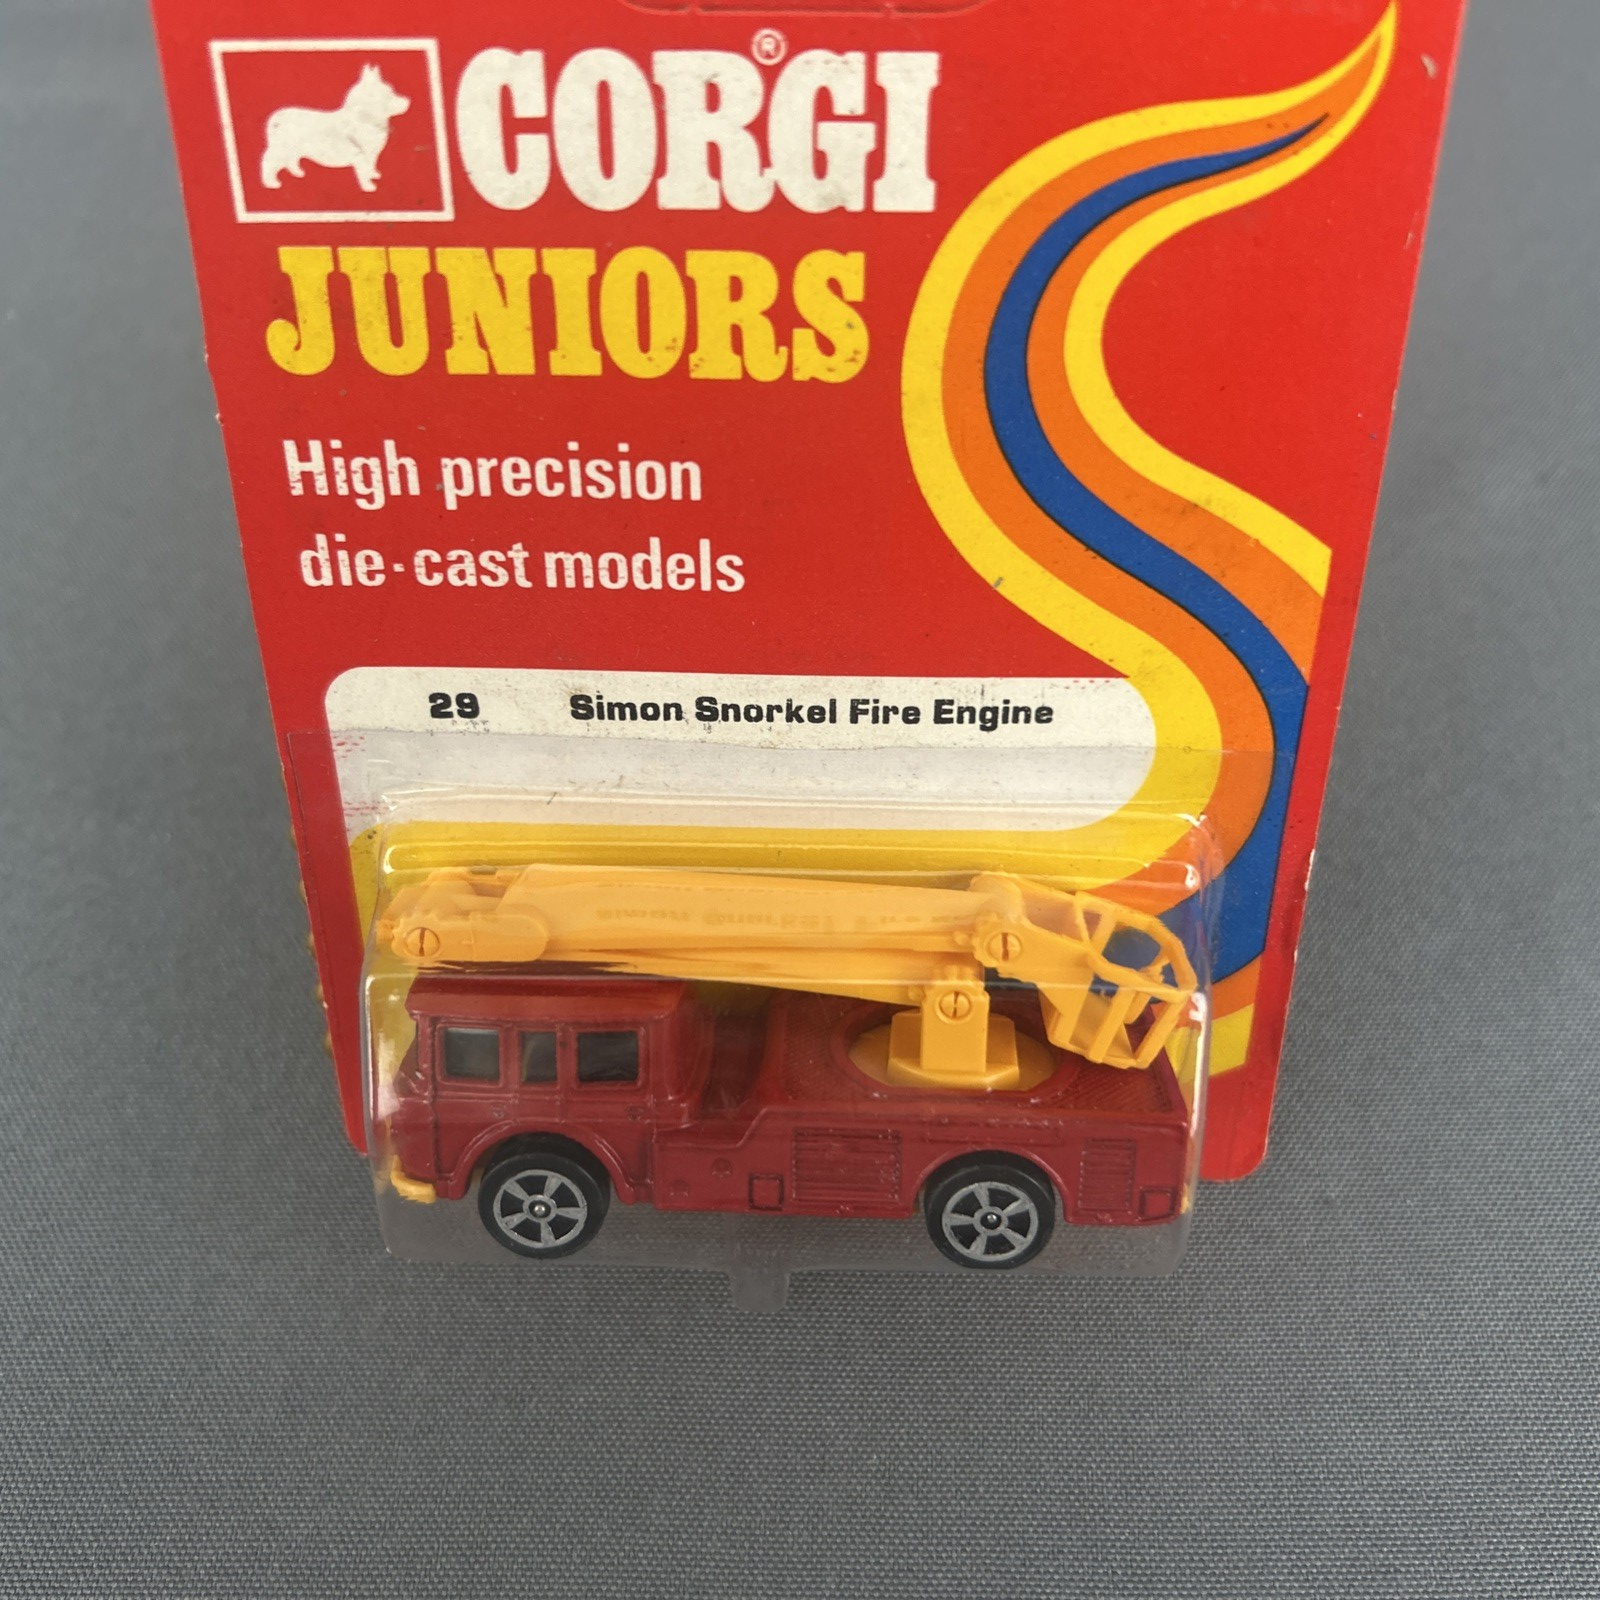 CORGI®
JUNIORS
High precision
die-cast models
29 Simon Snorkel Fire Engine